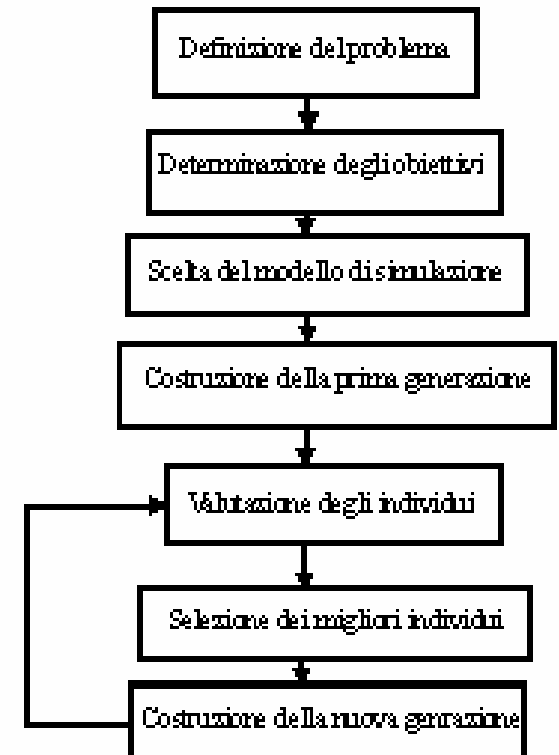 Definizione del problema
Determinazione degli obiettivi
Scelta del modello di simulazione
Costruzione della prima generazione
Valutazione degli individui
Selezione dei migliori individui
Costruzione della nuova genrazione